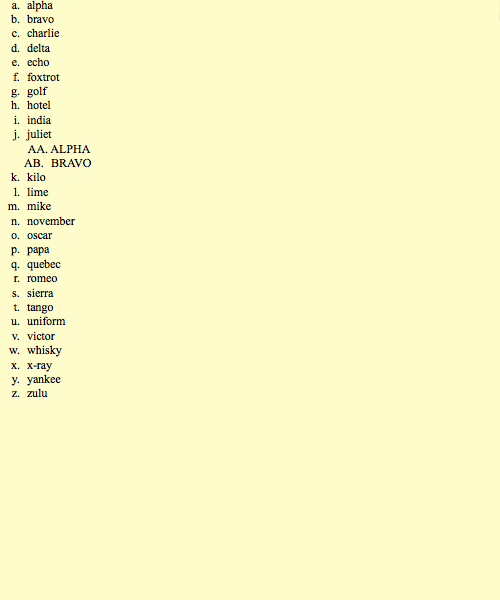 a. alpha
b. bravo
c. charlie
d. delta
e. echo
f. foxtrot
g. golf
h. hotel
i. india
j. juliet
AA. ALPHA
AB. BRAVO
k. kilo
l. lime
m. mike
n. november
o. oscar
p. papa
q. quebec
r. romeo
s. sierra
t. tango
u. uniform
v. victor
w. whisky
x. x-ray
y. yankee
z. zulu